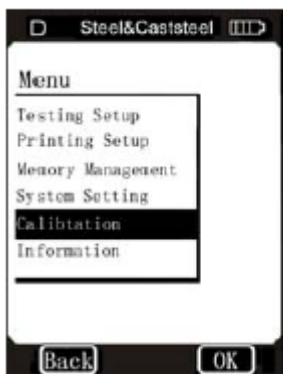 D Steel&Caststeel
Menu
Testing Setup
Printing Setup
Memory Management
System Setting
Calibtation
Information
Back OK